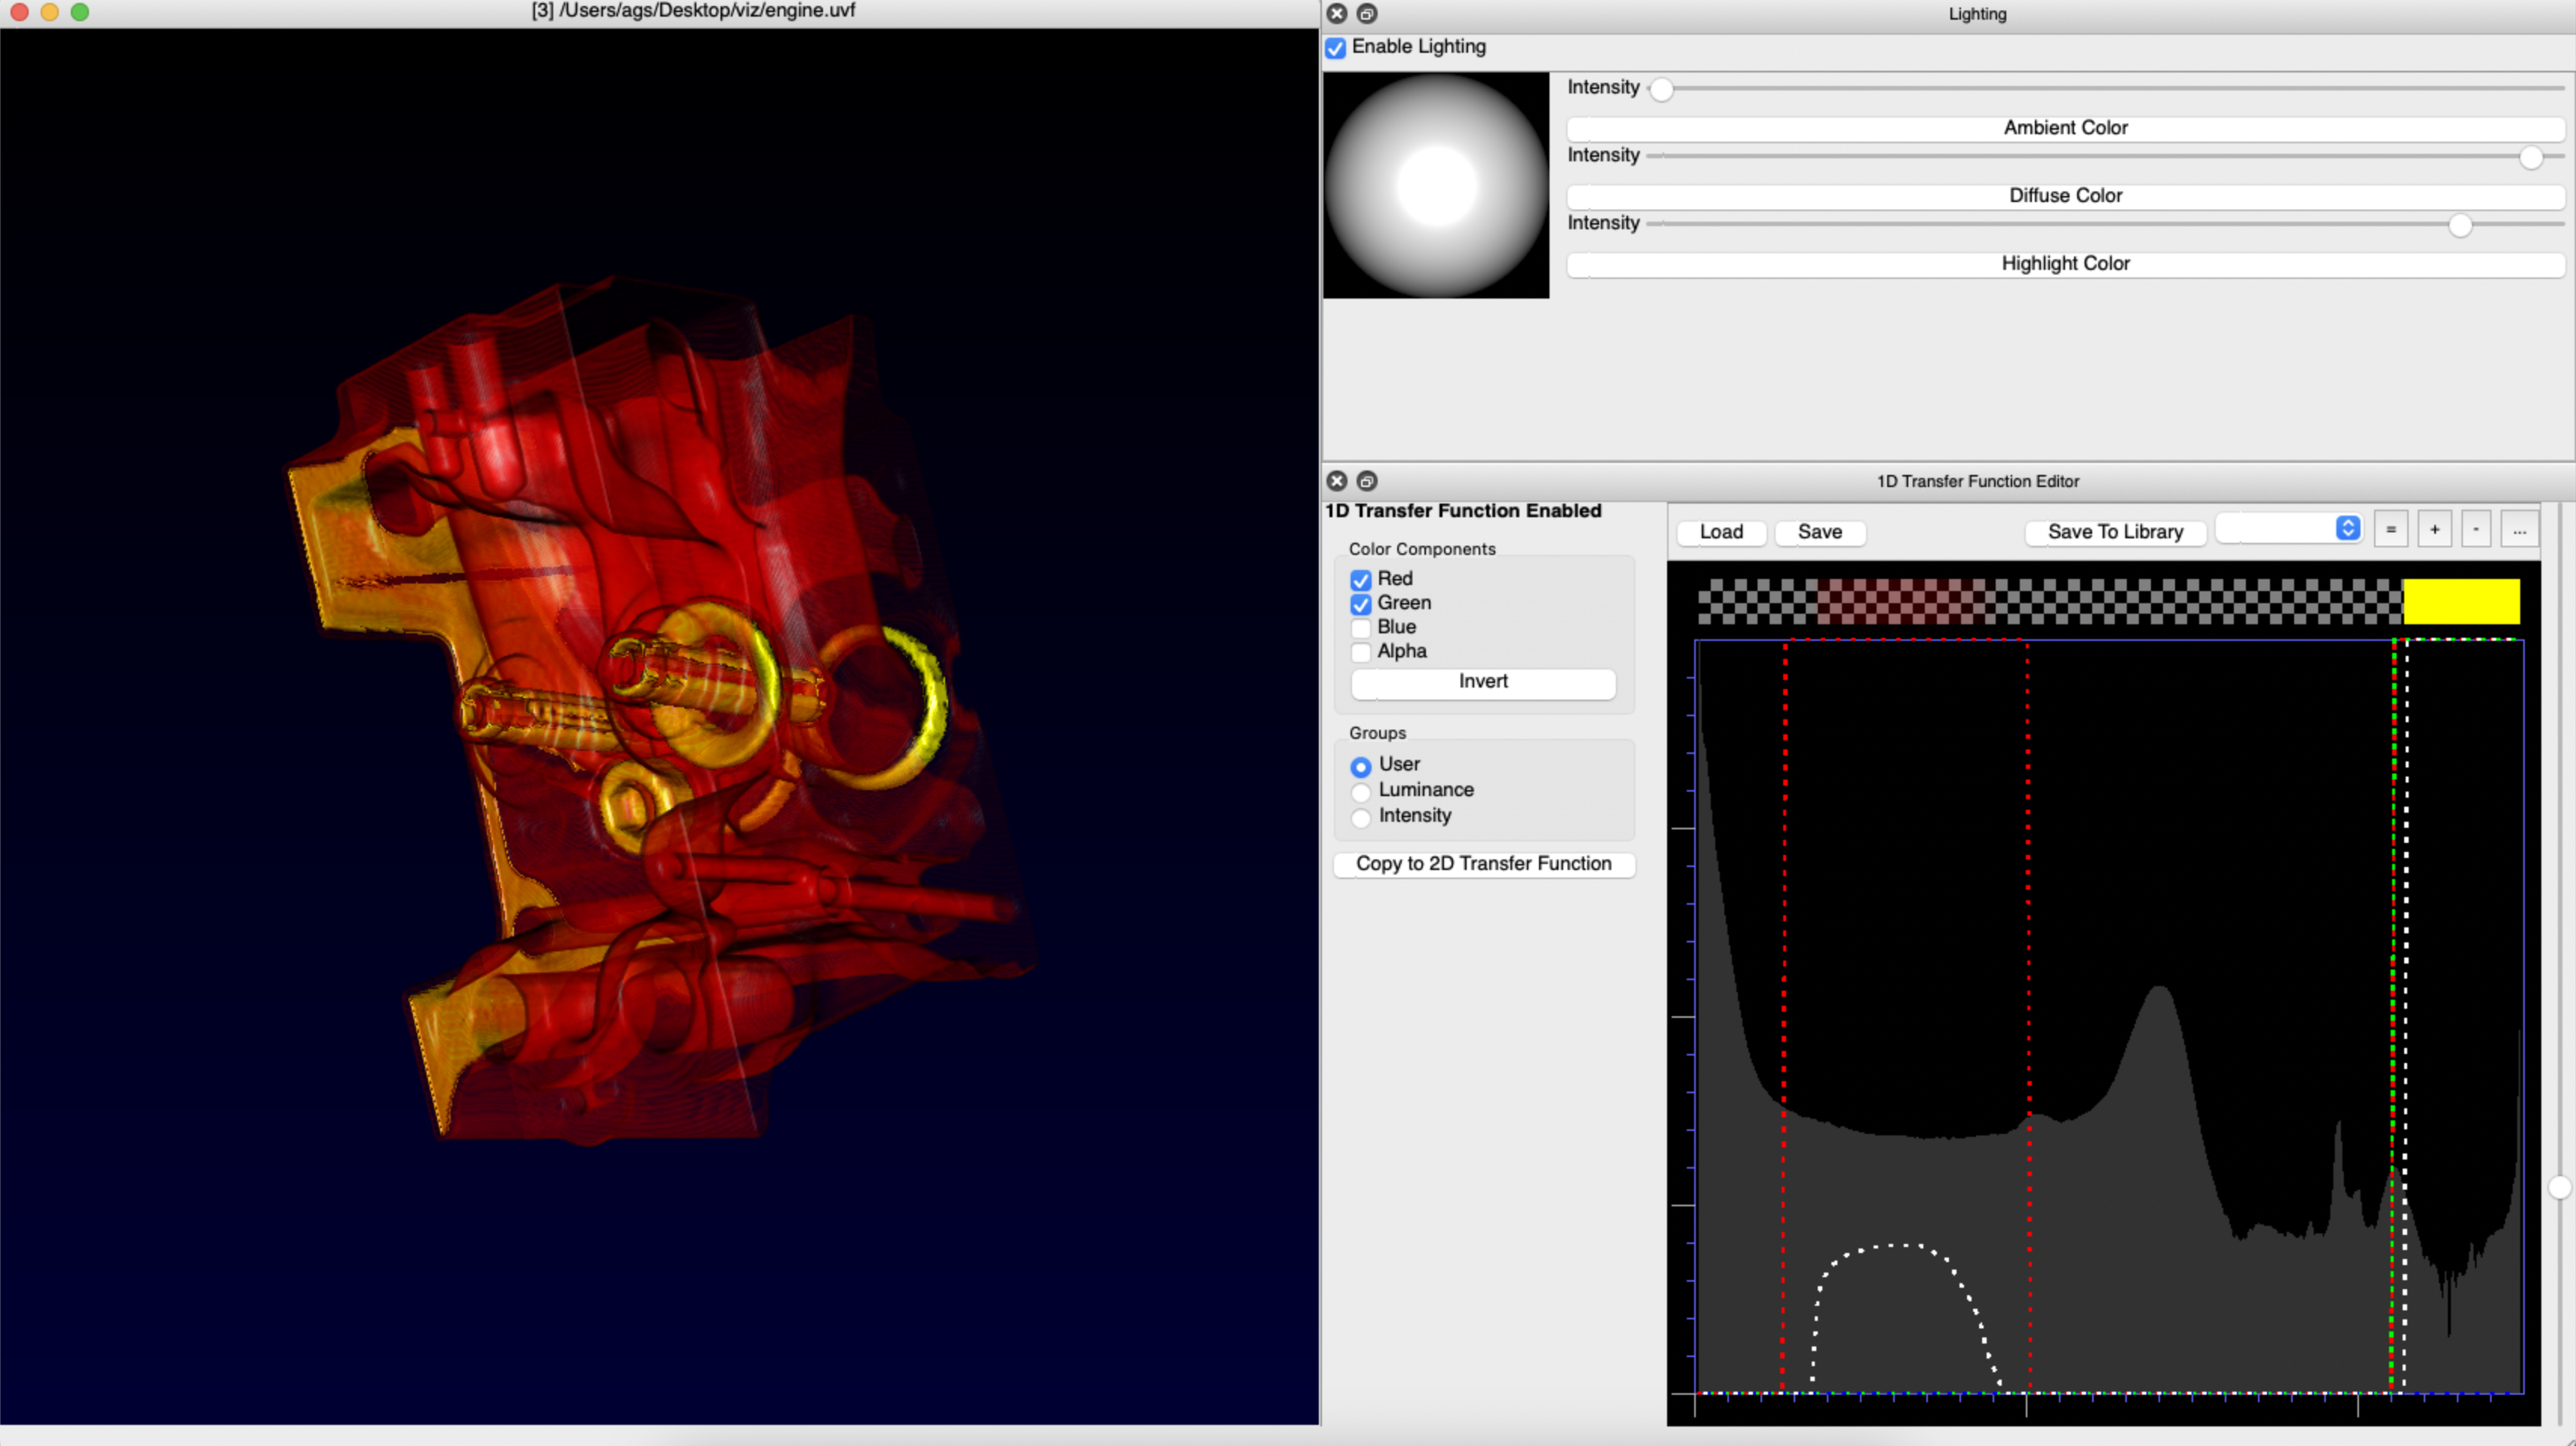 [3] /Users/ags/Desktop/viz/engine.uvf
Lighting
Enable Lighting
Intensity
Ambient Color
Intensity
Diffuse Color
Intensity
Highlight Color
1D Transfer Function Editor
1D Transfer Function Enabled
Color Components
Red
Green
Blue
Alpha
Invert
Groups
User
Luminance
Intensity
Copy to 2D Transfer Function
Load Save Save To Library = + - ...